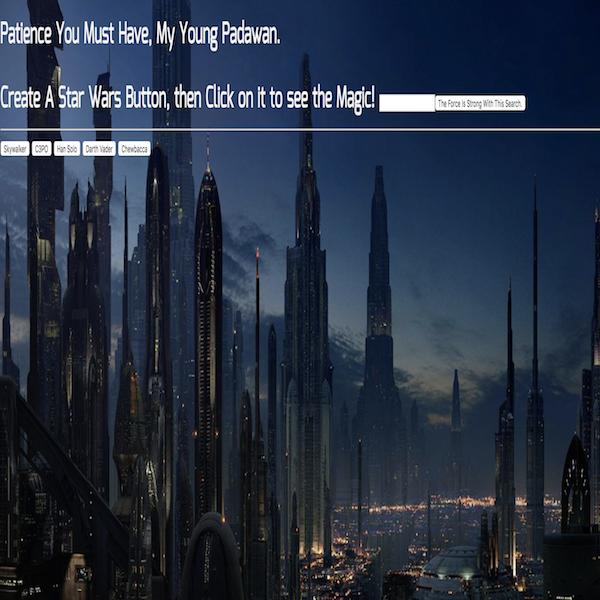 Patience You Must Have, My Young Padawan.
Create A Star Wars Button, then Click on it to see the Magic! The Force Is Strong With This Search.
Skywalker C3PO Han Solo Darth Vader Chewbacca